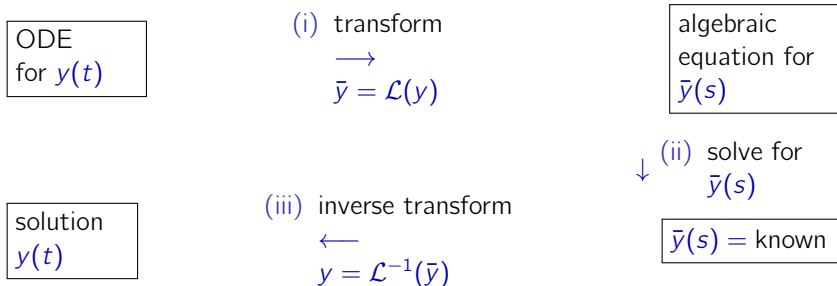 ODE
for y(t)
(i) transform
⟶
ȳ = ℒ(y)
algebraic
equation for
ȳ(s)
↓ (ii) solve for
ȳ(s)
solution
y(t)
(iii) inverse transform
⟵
y = ℒ⁻¹(ȳ)
ȳ(s) = known